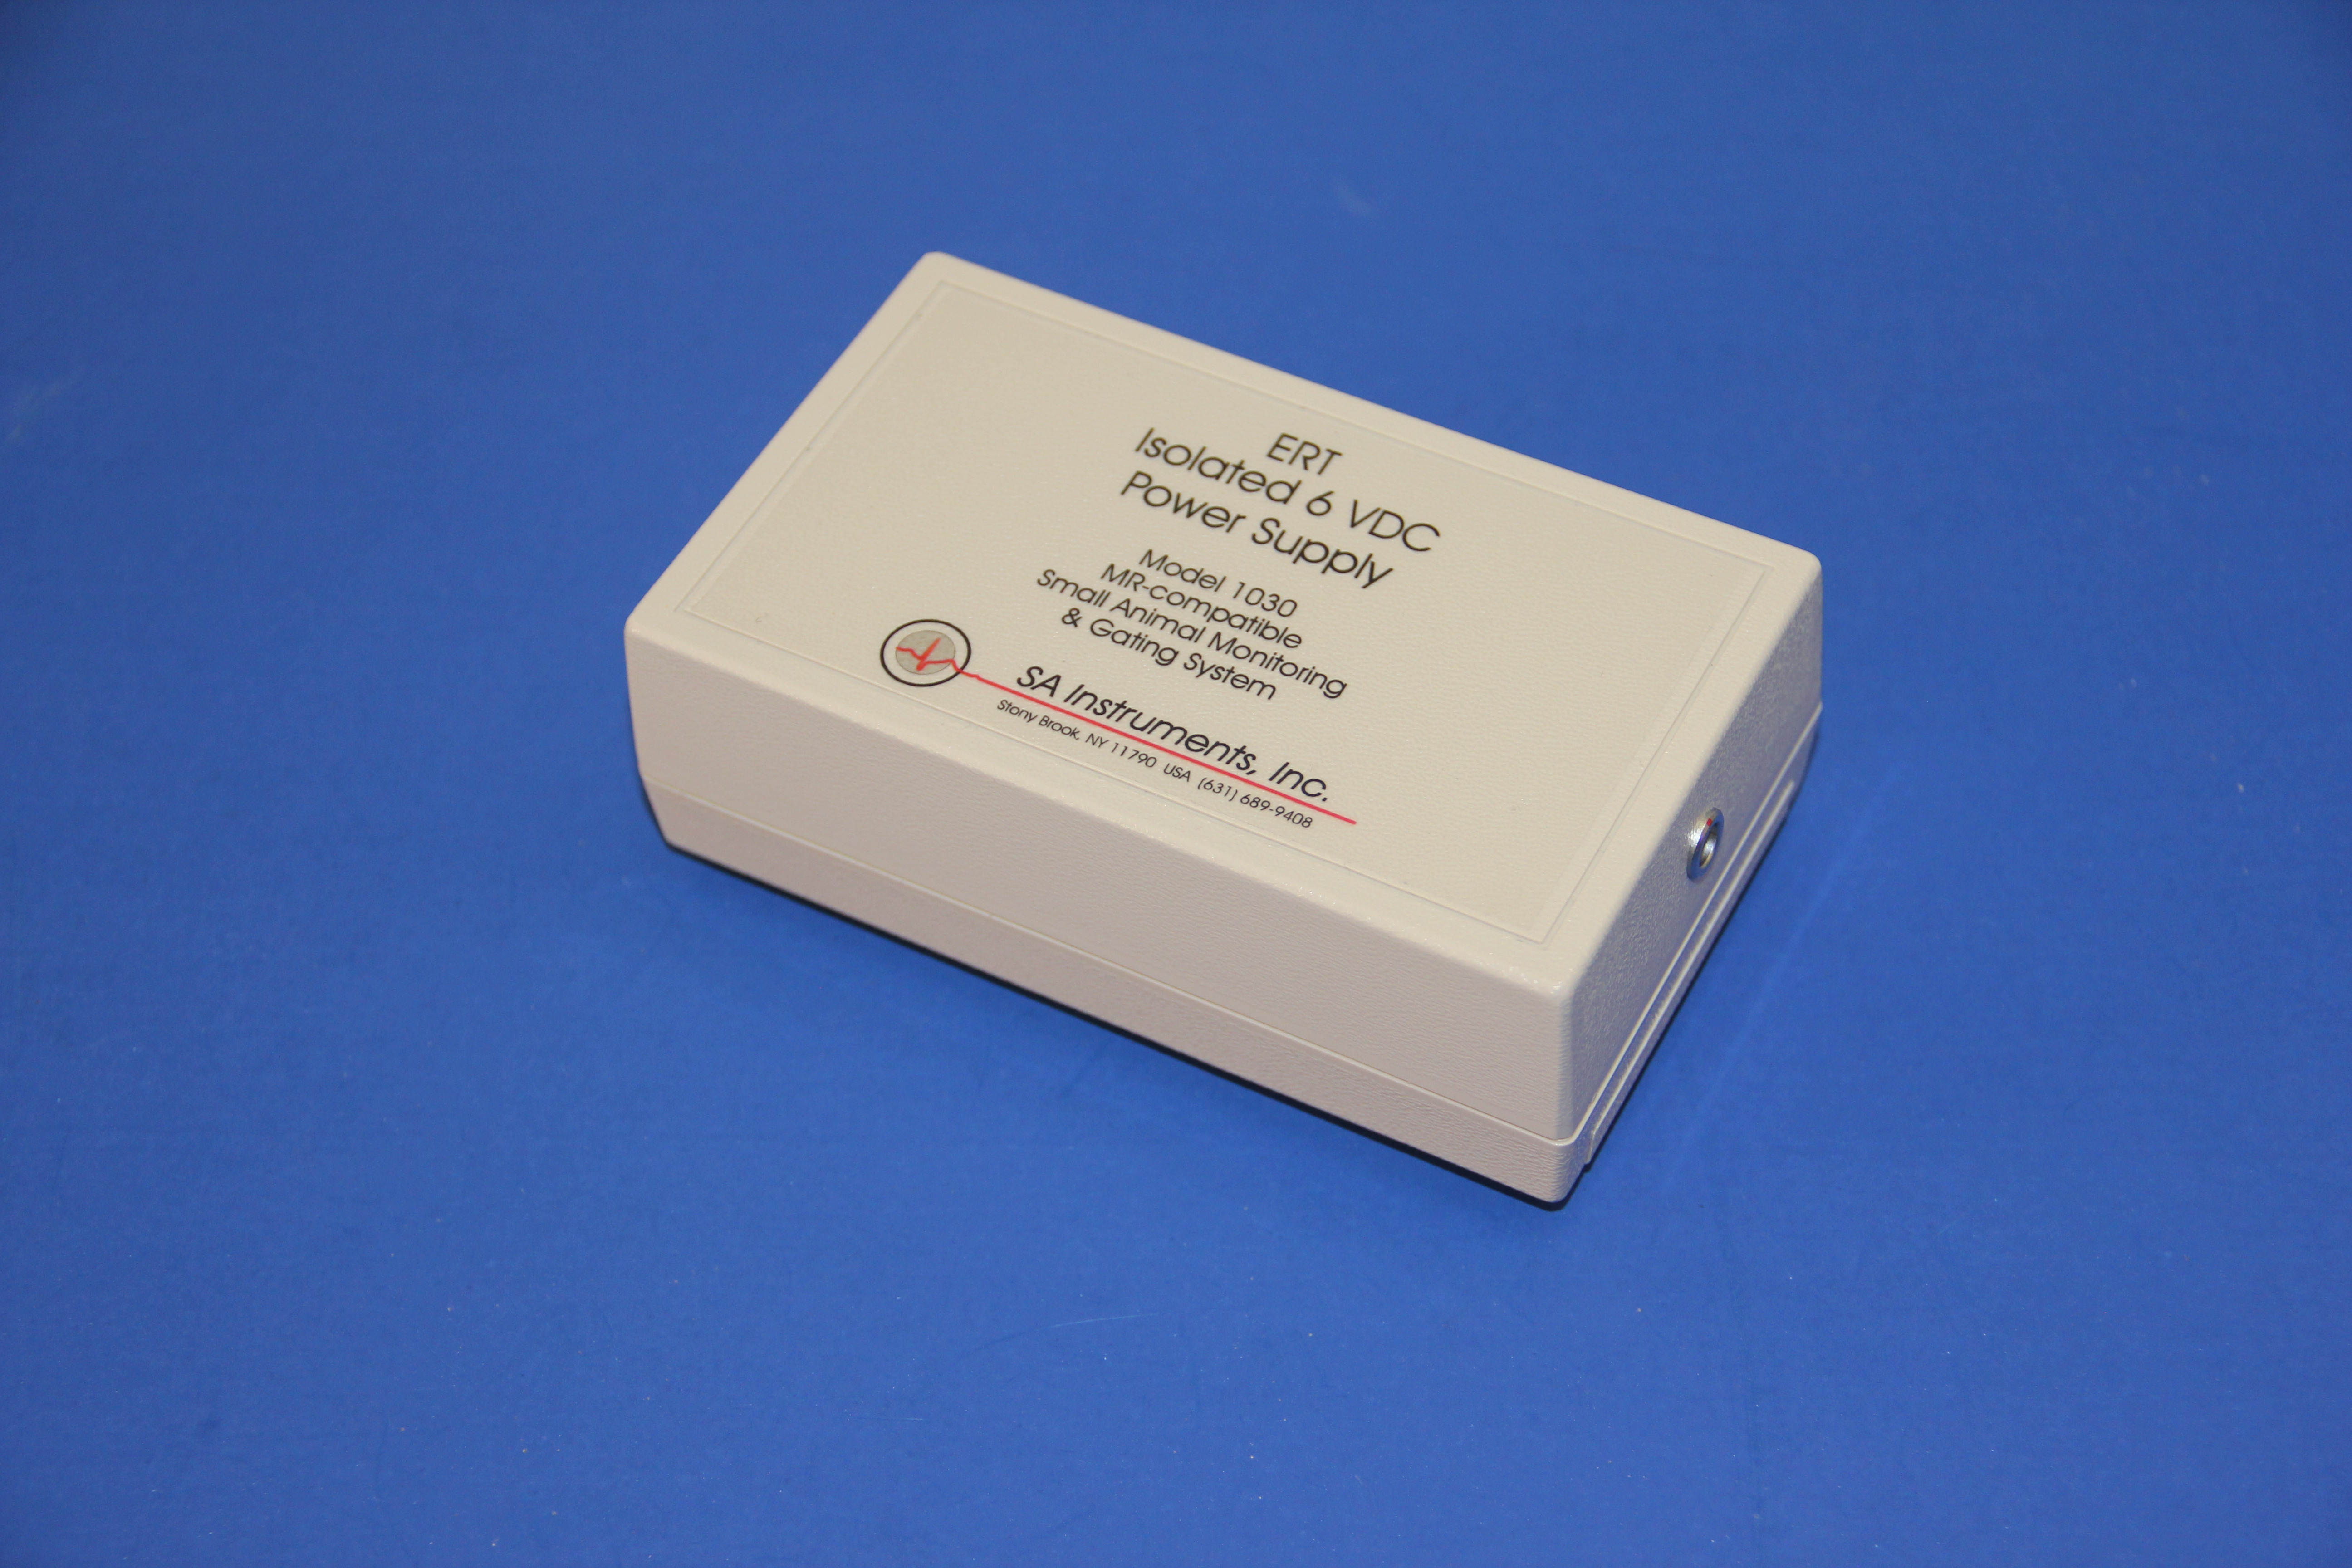 ERT
Isolated 6 VDC
Power Supply
Model 1030
MR-compatible
Small Animal Monitoring
& Gating System
SA Instruments, Inc.
Stony Brook, NY 11790 USA (631) 689-9408